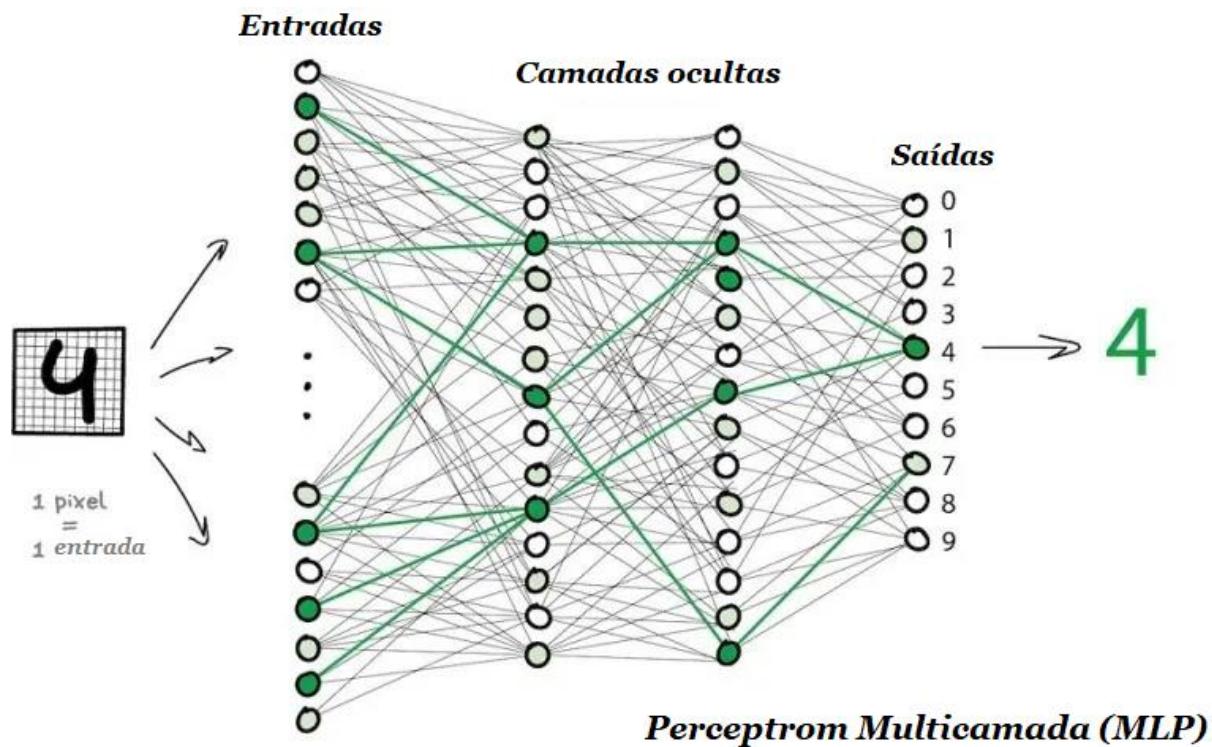 Entradas
Camadas ocultas
Saídas
0
1
2
3
4
5
6
7
8
9
4
4
1 pixel
=
1 entrada
Perceptrom Multicamada (MLP)